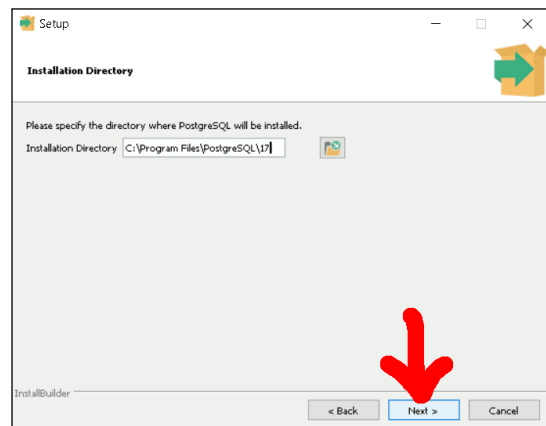 Setup
Installation Directory
Please specify the directory where PostgreSQL will be installed.
Installation Directory C:\Program Files\PostgreSQL\17
InstallBuilder
< Back Next > Cancel